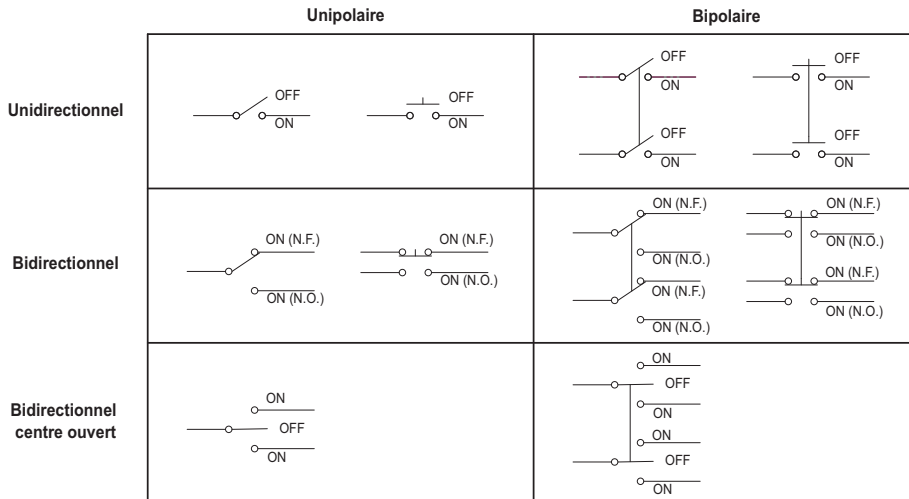 Unipolaire Bipolaire
OFF OFF OFF
ON ON ON
Unidirectionnel
OFF OFF
ON ON
ON (N.F.) ON (N.F.) ON (N.F.) ON (N.F.)
ON (N.O.)
Bidirectionnel
ON (N.O.)
ON (N.O.) ON (N.O.) ON (N.F.) ON (N.F.)
ON (N.O.) ON (N.O.)
ON
OFF
ON
Bidirectionnel
centre ouvert
OFF
ON
ON
ON
OFF
ON